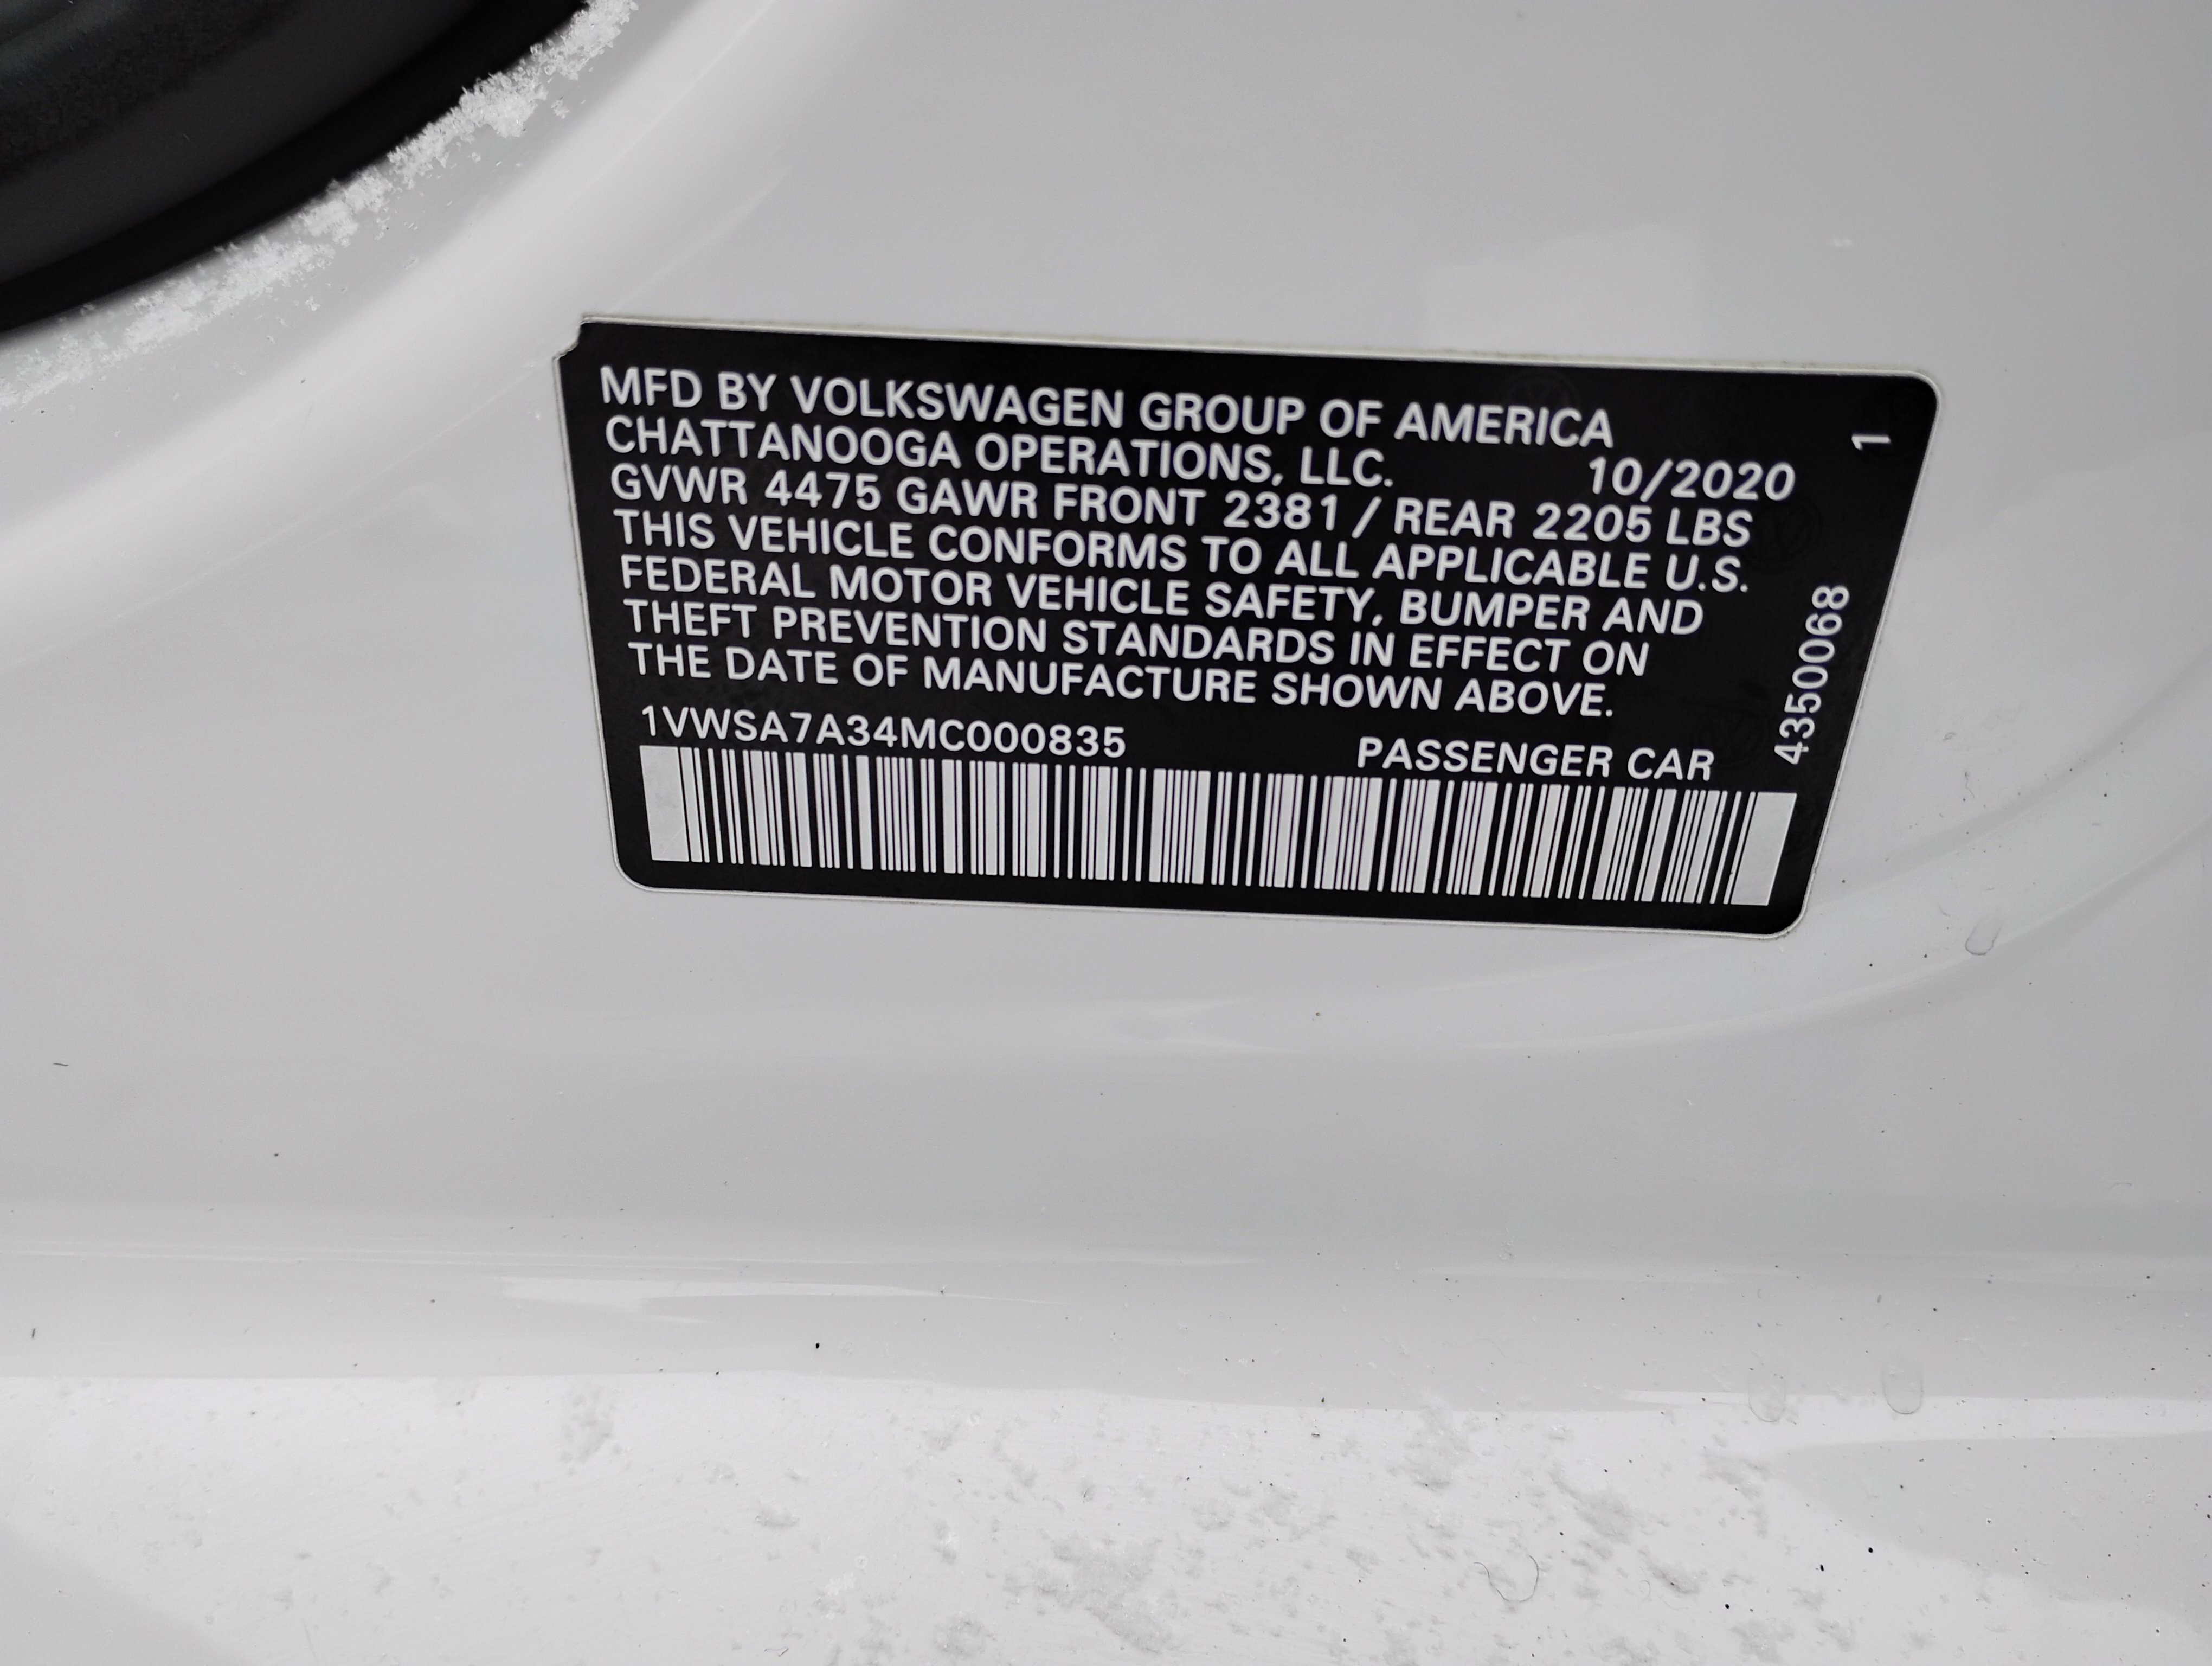 MFD BY VOLKSWAGEN GROUP OF AMERICA
CHATTANOOGA OPERATIONS, LLC. 10/2020
GVWR 4475 GAWR FRONT 2381 / REAR 2205 LBS
THIS VEHICLE CONFORMS TO ALL APPLICABLE U.S.
FEDERAL MOTOR VEHICLE SAFETY, BUMPER AND
THEFT PREVENTION STANDARDS IN EFFECT ON
THE DATE OF MANUFACTURE SHOWN ABOVE.
1VWSA7A34MC000835 PASSENGER CAR
4350068 1